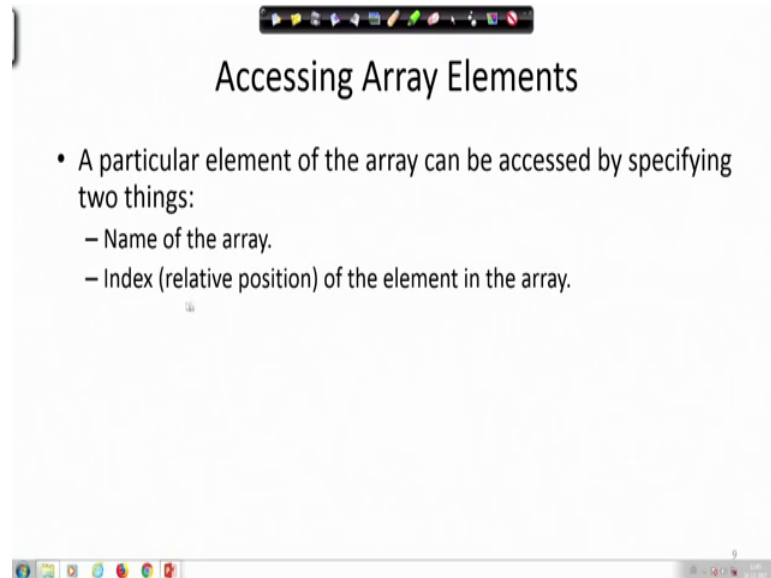 Accessing Array Elements
• A particular element of the array can be accessed by specifying
two things:
– Name of the array.
– Index (relative position) of the element in the array.
9